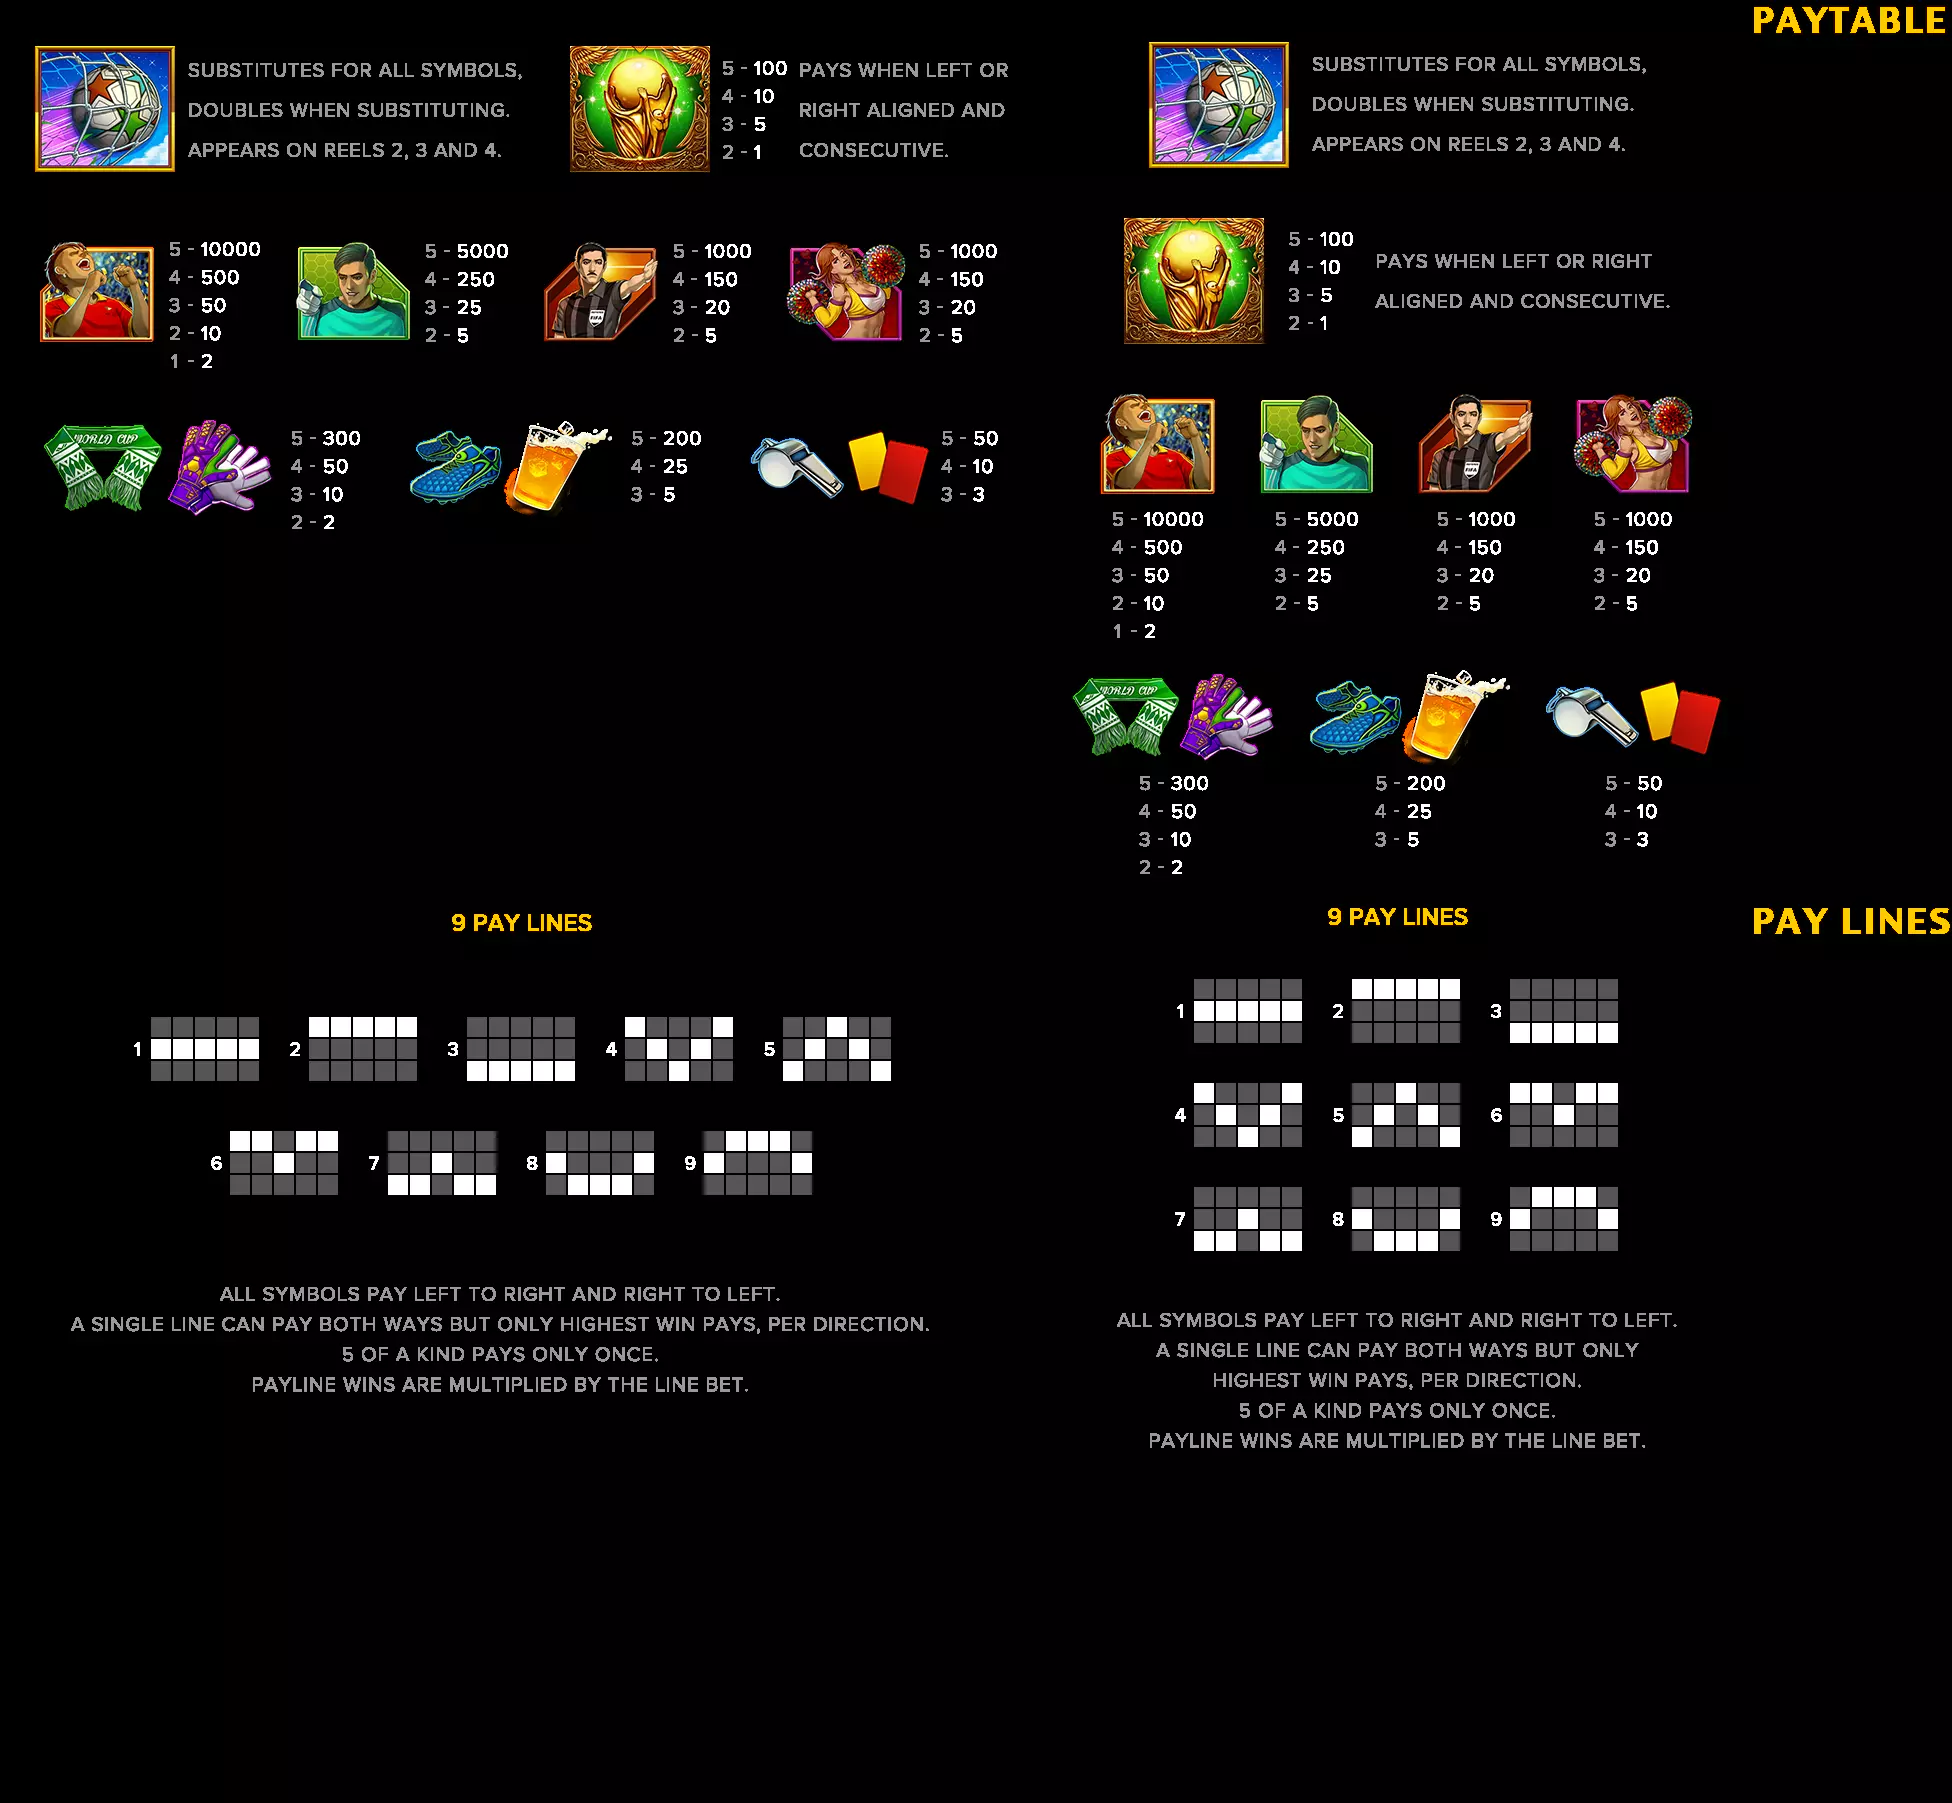 PAYTABLE
SUBSTITUTES FOR ALL SYMBOLS,
DOUBLES WHEN SUBSTITUTING.
APPEARS ON REELS 2, 3 AND 4.
5 - 100
4 - 10
3 - 5
2 - 1
PAYS WHEN LEFT OR
RIGHT ALIGNED AND
CONSECUTIVE.
5 - 10000
4 - 500
3 - 50
2 - 10
1 - 2
5 - 5000
4 - 250
3 - 25
2 - 5
FIFA
5 - 1000
4 - 150
3 - 20
2 - 5
5 - 1000
4 - 150
3 - 20
2 - 5
WORLD CUP
5 - 300
4 - 50
3 - 10
2 - 2
5 - 200
4 - 25
3 - 5
5 - 50
4 - 10
3 - 3
SUBSTITUTES FOR ALL SYMBOLS,
DOUBLES WHEN SUBSTITUTING.
APPEARS ON REELS 2, 3 AND 4.
5 - 100
4 - 10
3 - 5
2 - 1
PAYS WHEN LEFT OR RIGHT
ALIGNED AND CONSECUTIVE.
FIFA
5 - 10000
4 - 500
3 - 50
2 - 10
1 - 2
5 - 5000
4 - 250
3 - 25
2 - 5
5 - 1000
4 - 150
3 - 20
2 - 5
5 - 1000
4 - 150
3 - 20
2 - 5
WORLD CUP
5 - 300
4 - 50
3 - 10
2 - 2
5 - 200
4 - 25
3 - 5
5 - 50
4 - 10
3 - 3
PAY LINES
9 PAY LINES
1
2
3
4
5
6
7
8
9
ALL SYMBOLS PAY LEFT TO RIGHT AND RIGHT TO LEFT.
A SINGLE LINE CAN PAY BOTH WAYS BUT ONLY HIGHEST WIN PAYS, PER DIRECTION.
5 OF A KIND PAYS ONLY ONCE.
PAYLINE WINS ARE MULTIPLIED BY THE LINE BET.
9 PAY LINES
1
2
3
4
5
6
7
8
9
ALL SYMBOLS PAY LEFT TO RIGHT AND RIGHT TO LEFT.
A SINGLE LINE CAN PAY BOTH WAYS BUT ONLY
HIGHEST WIN PAYS, PER DIRECTION.
5 OF A KIND PAYS ONLY ONCE.
PAYLINE WINS ARE MULTIPLIED BY THE LINE BET.